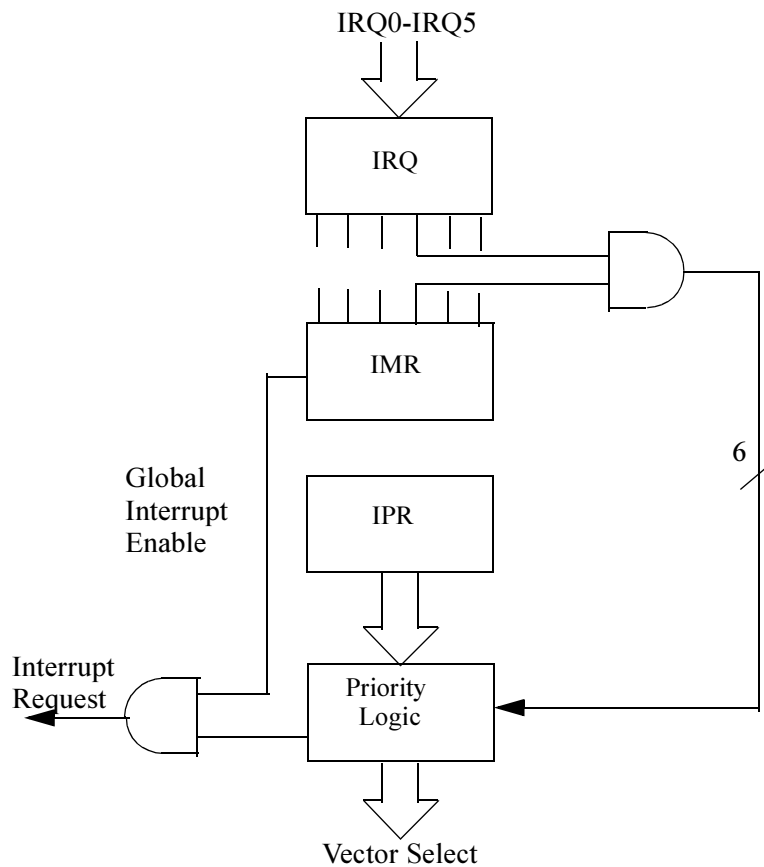 IRQ0-IRQ5
IRQ
IMR
Global
Interrupt
Enable
6
IPR
Interrupt
Request
Priority
Logic
Vector Select